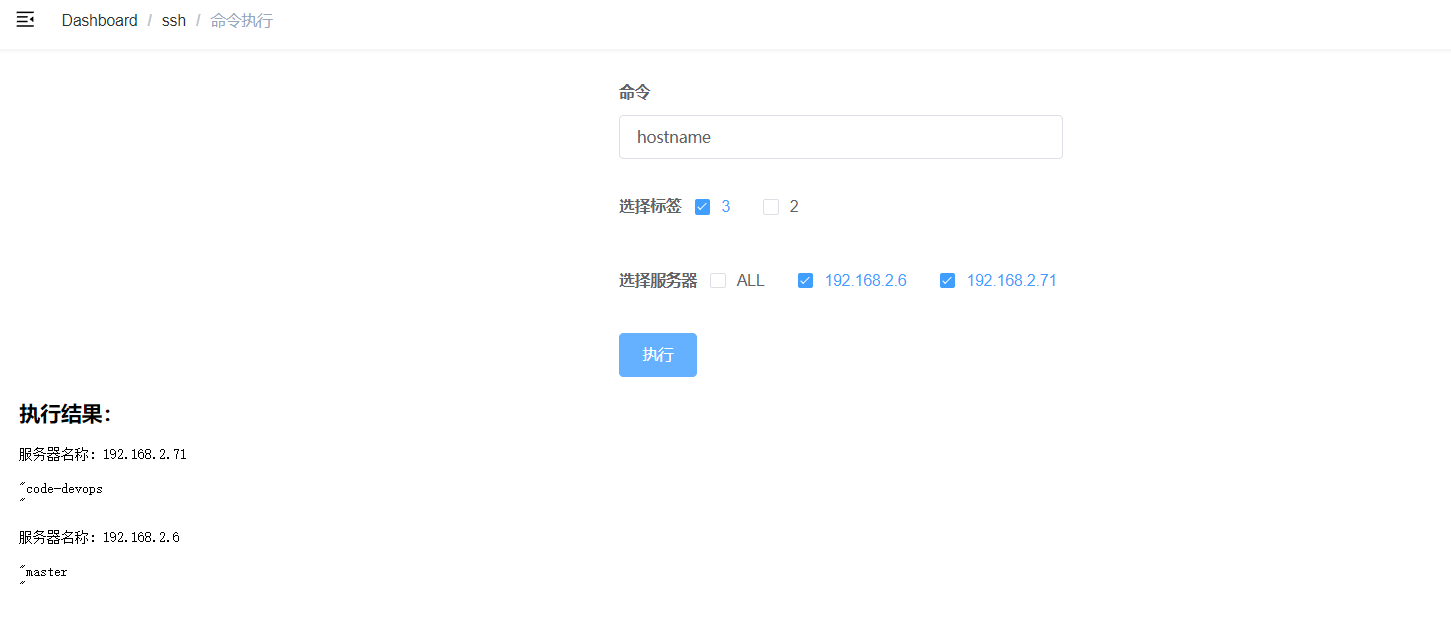 Dashboard / ssh / 命令执行
命令
hostname
选择标签 3 2
选择服务器 ALL 192.168.2.6 192.168.2.71
执行
执行结果：
服务器名称：192.168.2.71
"code-devops
"
服务器名称：192.168.2.6
"master
"